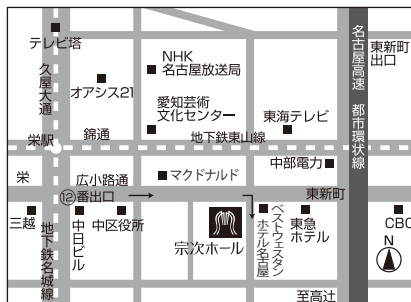 テレビ塔
久屋大通
オアシス21
NHK
名古屋放送局
名古屋高速 都市環状線
東新町
出口
愛知芸術
文化センター
東海テレビ
錦通
地下鉄東山線
栄駅
中部電力
栄
広小路通
マクドナルド
東新町
⑫番出口
三越
地下鉄名城線
中日ビル
中区役所
宗次ホール
ベストウェスタン
ホテル名古屋
東急
ホテル
CBC
N
至高辻